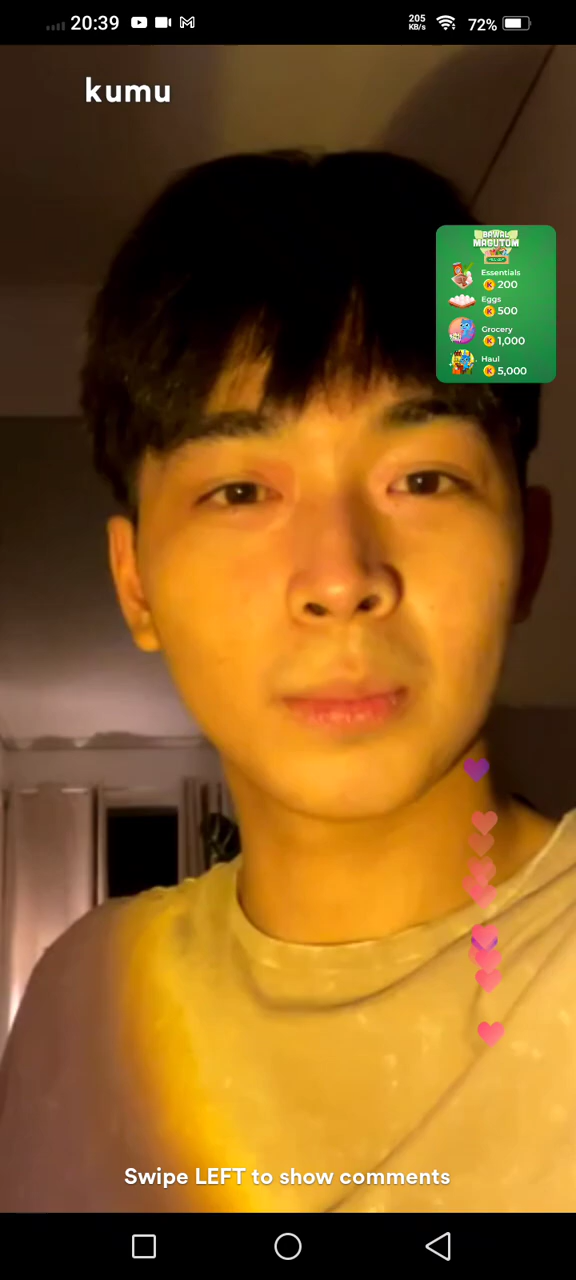 20:39
205
KB/s
72%
kumu
BAWAL
MAGUTOM
Essentials
K 200
Eggs
K 500
Grocery
K 1,000
Haul
K 5,000
Swipe LEFT to show comments